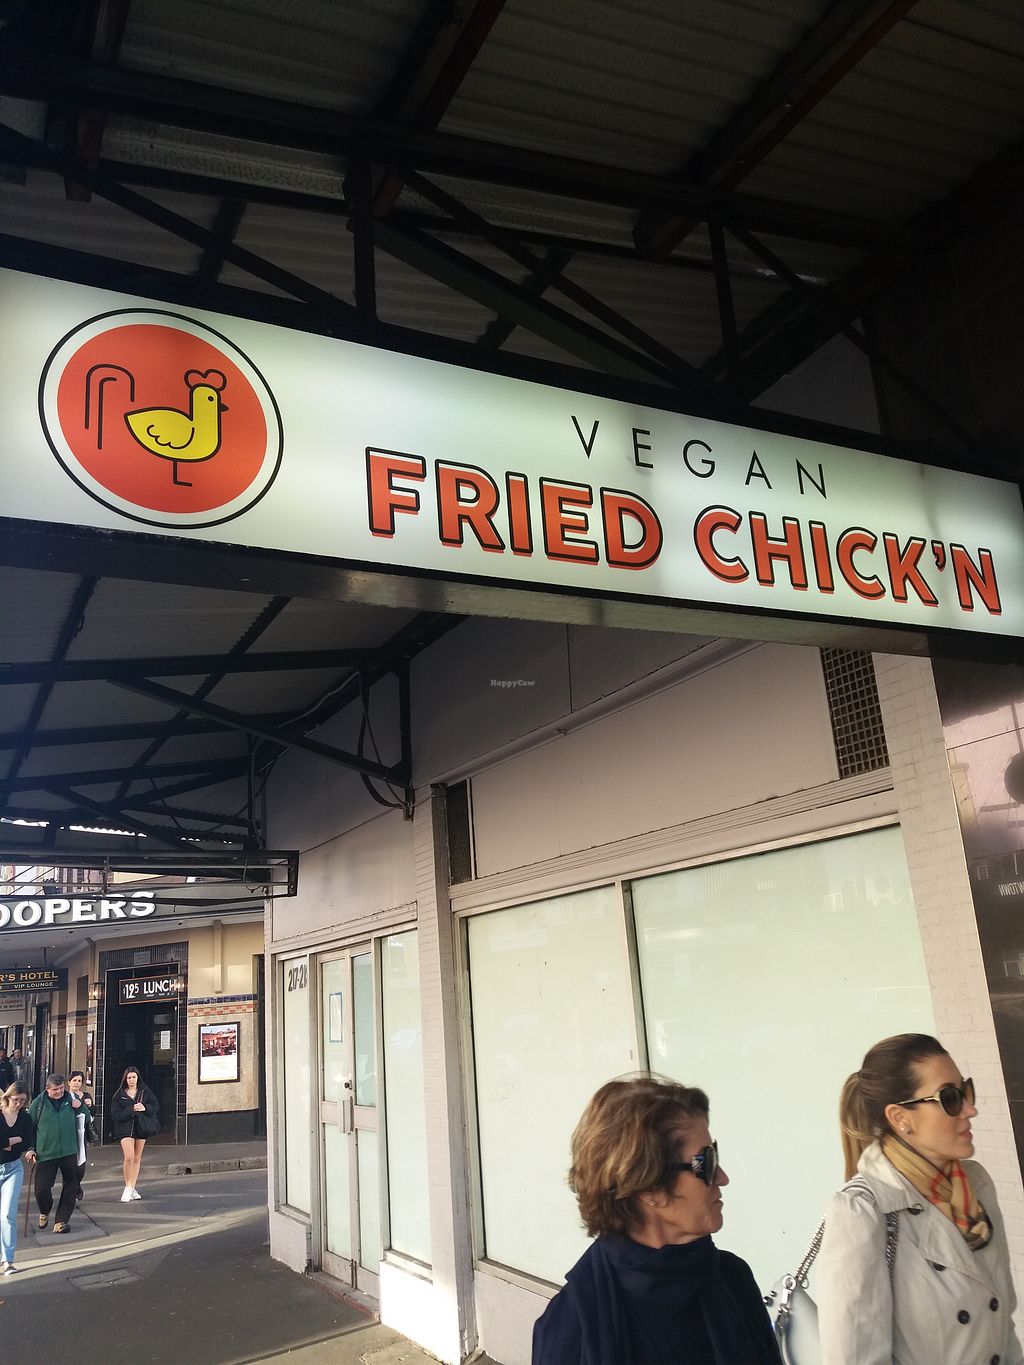 VEGAN
FRIED CHICK'N
HappyCow
OOPERS
R'S HOTEL
VIP LOUNGE
$12.5 LUNCH